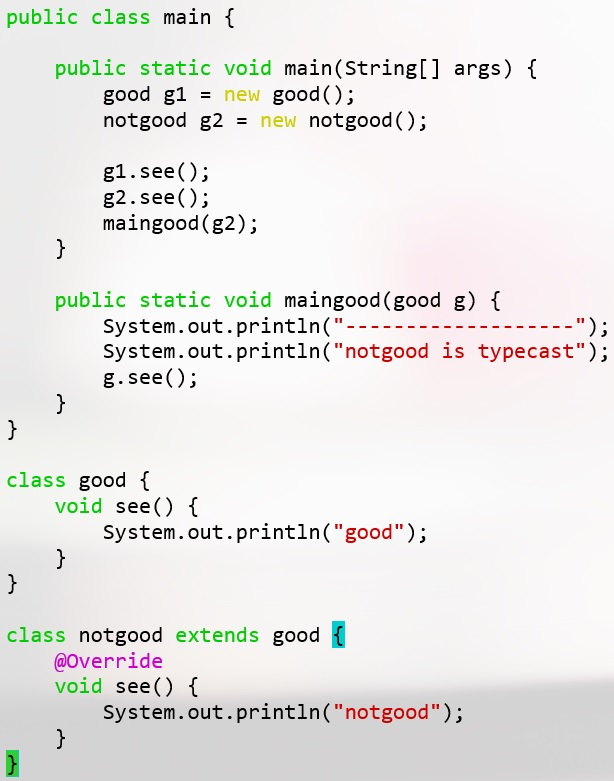 public class main {
    public static void main(String[] args) {
        good g1 = new good();
        notgood g2 = new notgood();
        g1.see();
        g2.see();
        maingood(g2);
    }
    public static void maingood(good g) {
        System.out.println("-------------------");
        System.out.println("notgood is typecast");
        g.see();
    }
}
class good {
    void see() {
        System.out.println("good");
    }
}
class notgood extends good {
    @Override
    void see() {
        System.out.println("notgood");
    }
}